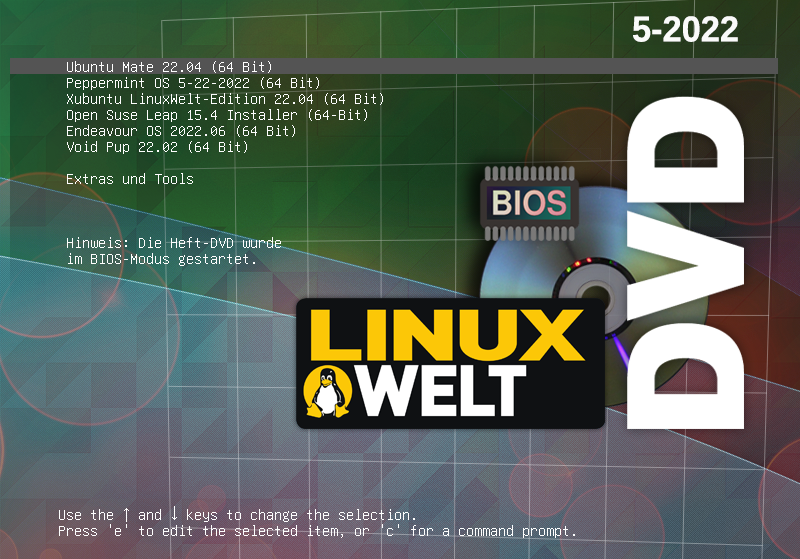 5-2022
Ubuntu Mate 22.04 (64 Bit)
Peppermint OS 5-22-2022 (64 Bit)
Xubuntu LinuxWelt-Edition 22.04 (64 Bit)
Open Suse Leap 15.4 Installer (64-Bit)
Endeavour OS 2022.06 (64 Bit)
Void Pup 22.02 (64 Bit)
Extras und Tools
Hinweis: Die Heft-DVD wurde
im BIOS-Modus gestartet.
BIOS
DVD
LINUX
WELT
Use the ↑ and ↓ keys to change the selection.
Press 'e' to edit the selected item, or 'c' for a command prompt.